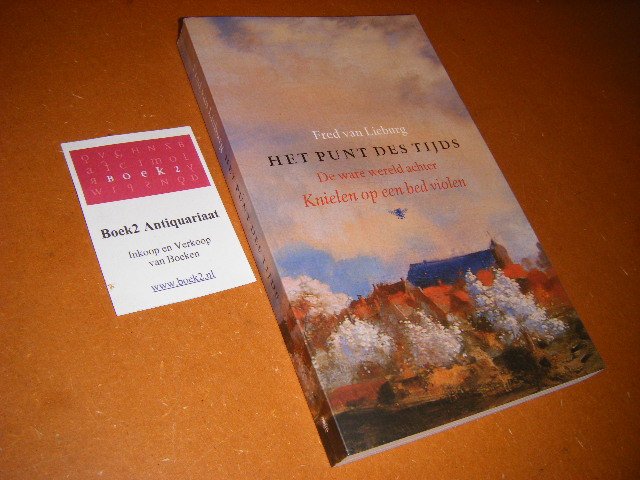 Fred van Lieburg
HET PUNT DES TIJDS
De ware wereld achter
Knielen op een bed violen
BOEK2
Boek2 Antiquariaat
Inkoop en Verkoop
van Boeken
www.boek2.nl